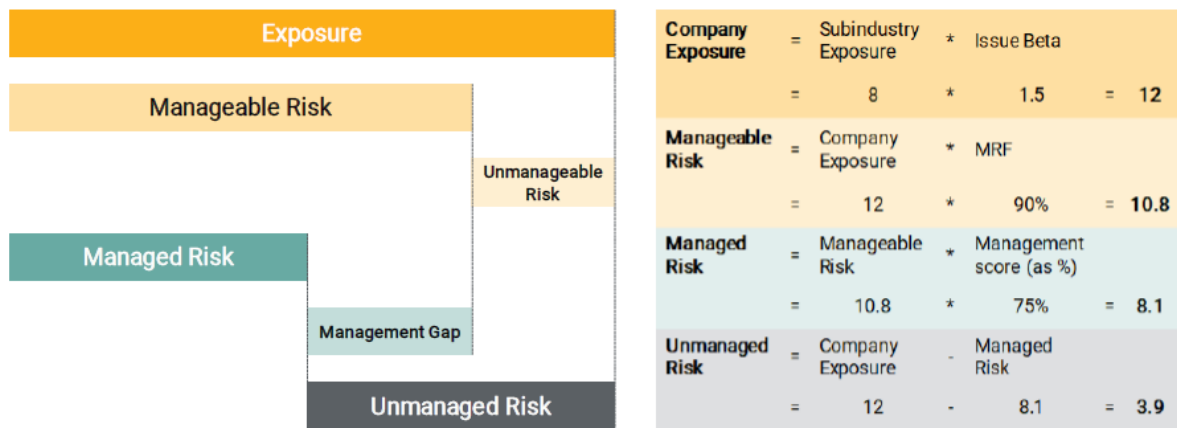 Exposure
Manageable Risk
Unmanageable
Risk
Managed Risk
Management Gap
Unmanaged Risk
Company Exposure = Subindustry Exposure * Issue Beta
= 8 * 1.5 = 12
Manageable Risk = Company Exposure * MRF
= 12 * 90% = 10.8
Managed Risk = Manageable Risk * Management score (as %)
= 10.8 * 75% = 8.1
Unmanaged Risk = Company Exposure - Managed Risk
= 12 - 8.1 = 3.9